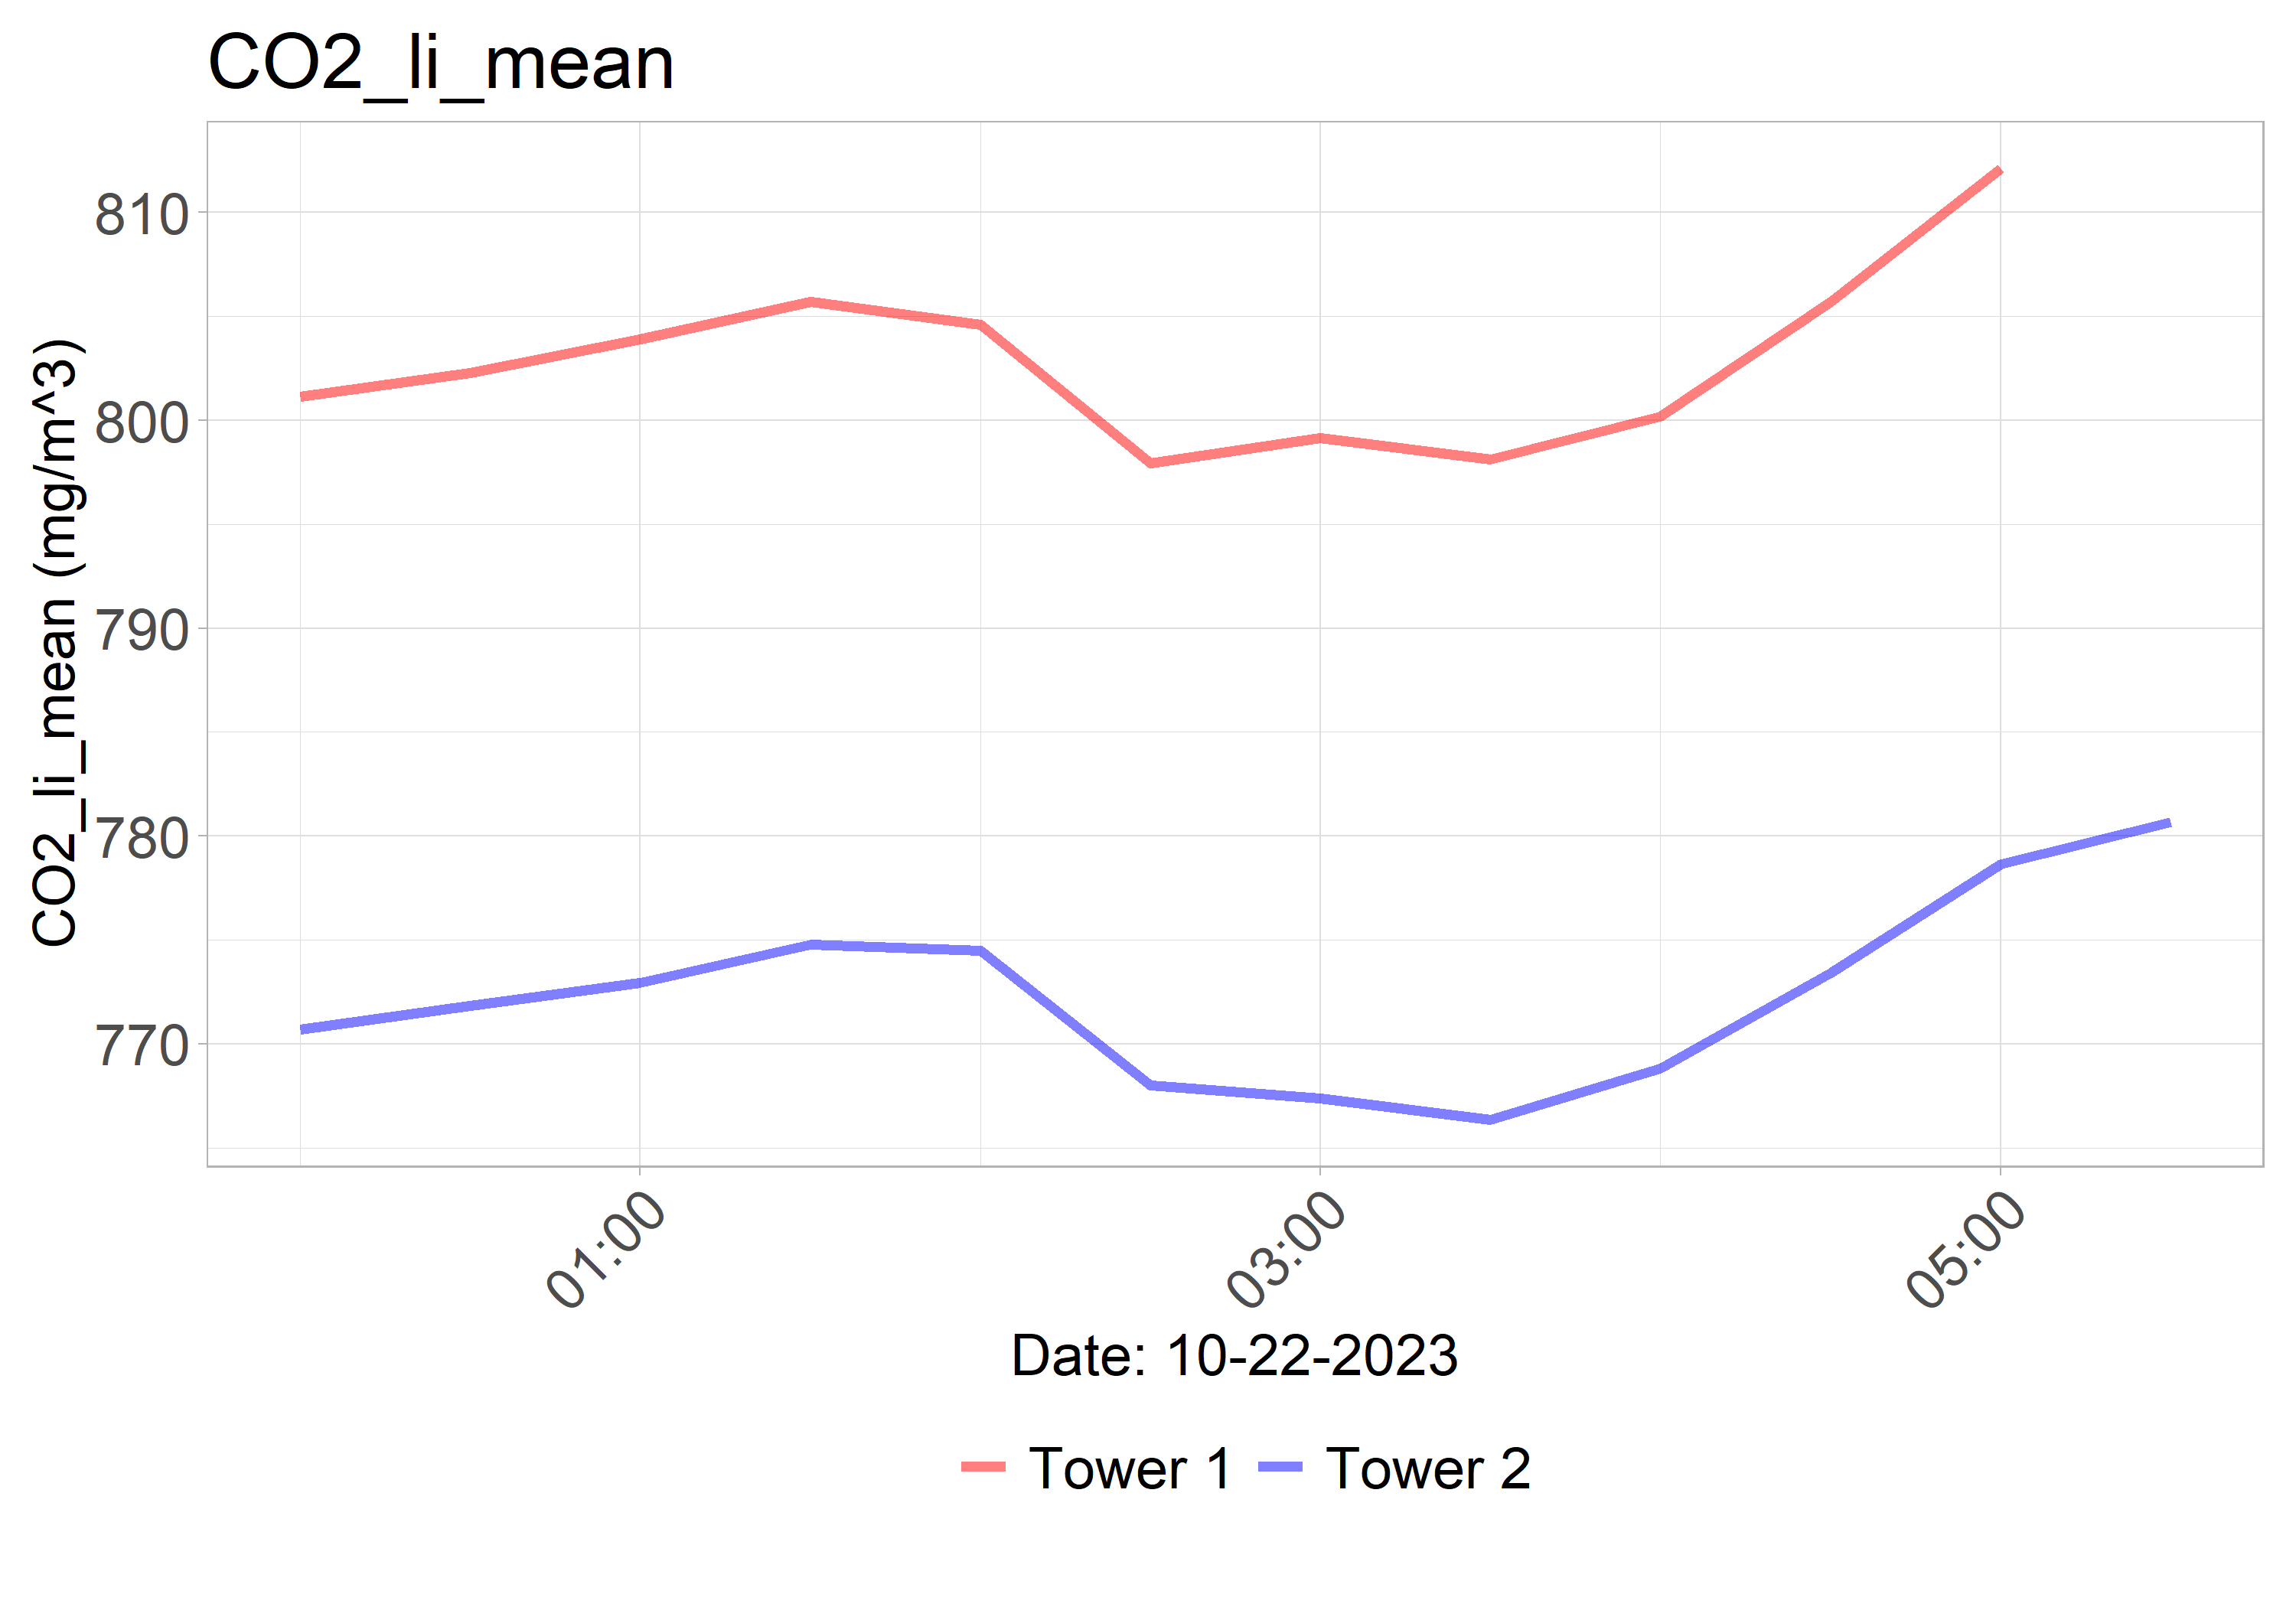 CO2_li_mean
CO2_li_mean (mg/m^3)
810
800
790
780
770
01:00
03:00
05:00
Date: 10-22-2023
Tower 1
Tower 2